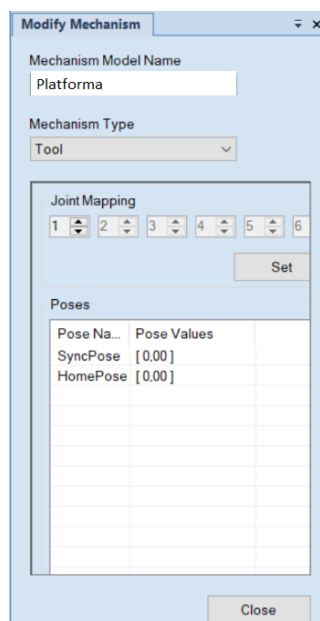 Modify Mechanism
Mechanism Model Name
Platforma
Mechanism Type
Tool
Joint Mapping
1 2 3 4 5 6
Set
Poses
Pose Na... Pose Values
SyncPose [ 0,00 ]
HomePose [ 0,00 ]
Close